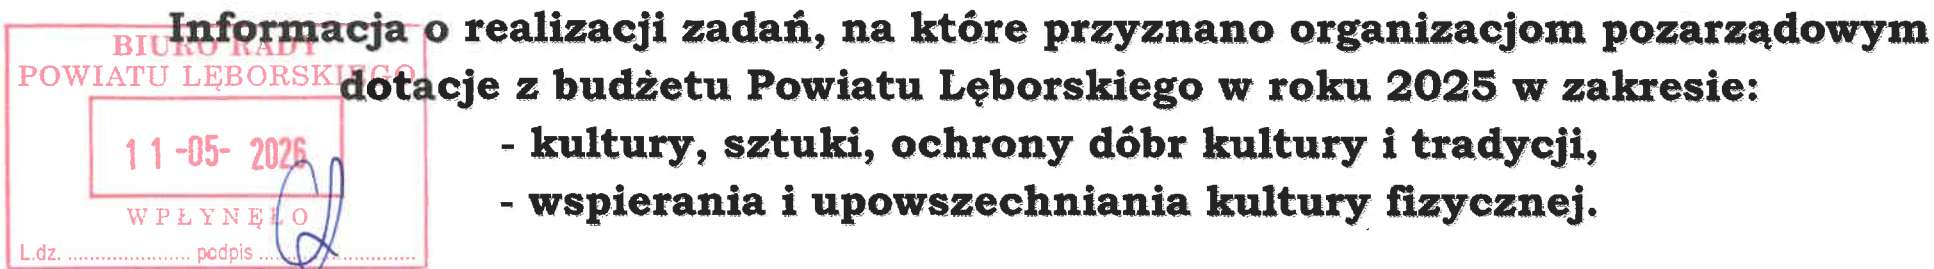 Informacja o realizacji zadań, na które przyznano organizacjom pozarządowym
dotacje z budżetu Powiatu Lęborskiego w roku 2025 w zakresie:
- kultury, sztuki, ochrony dóbr kultury i tradycji,
- wspierania i upowszechniania kultury fizycznej.
BIURO RADY
POWIATU LĘBORSKIEGO
11-05-2026
WPŁYNĘŁO
L.dz. ...................... podpis ............................